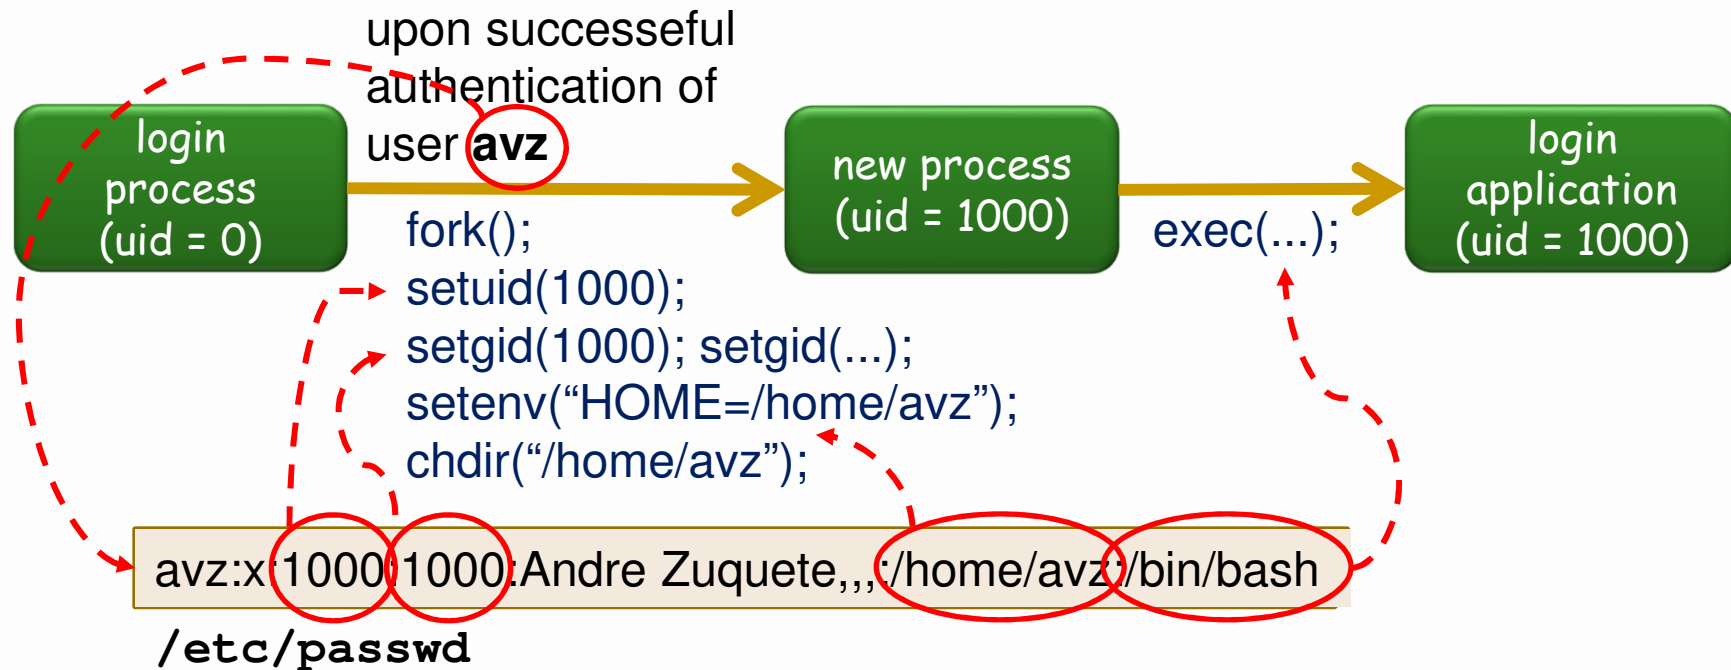 upon successeful
authentication of
user avz
login
process
(uid = 0)
new process
(uid = 1000)
login
application
(uid = 1000)
fork();
setuid(1000);
setgid(1000); setgid(...);
setenv(“HOME=/home/avz”);
chdir(“/home/avz”);
exec(...);
avz:x:1000:1000:Andre Zuquete,,,:/home/avz:/bin/bash
/etc/passwd